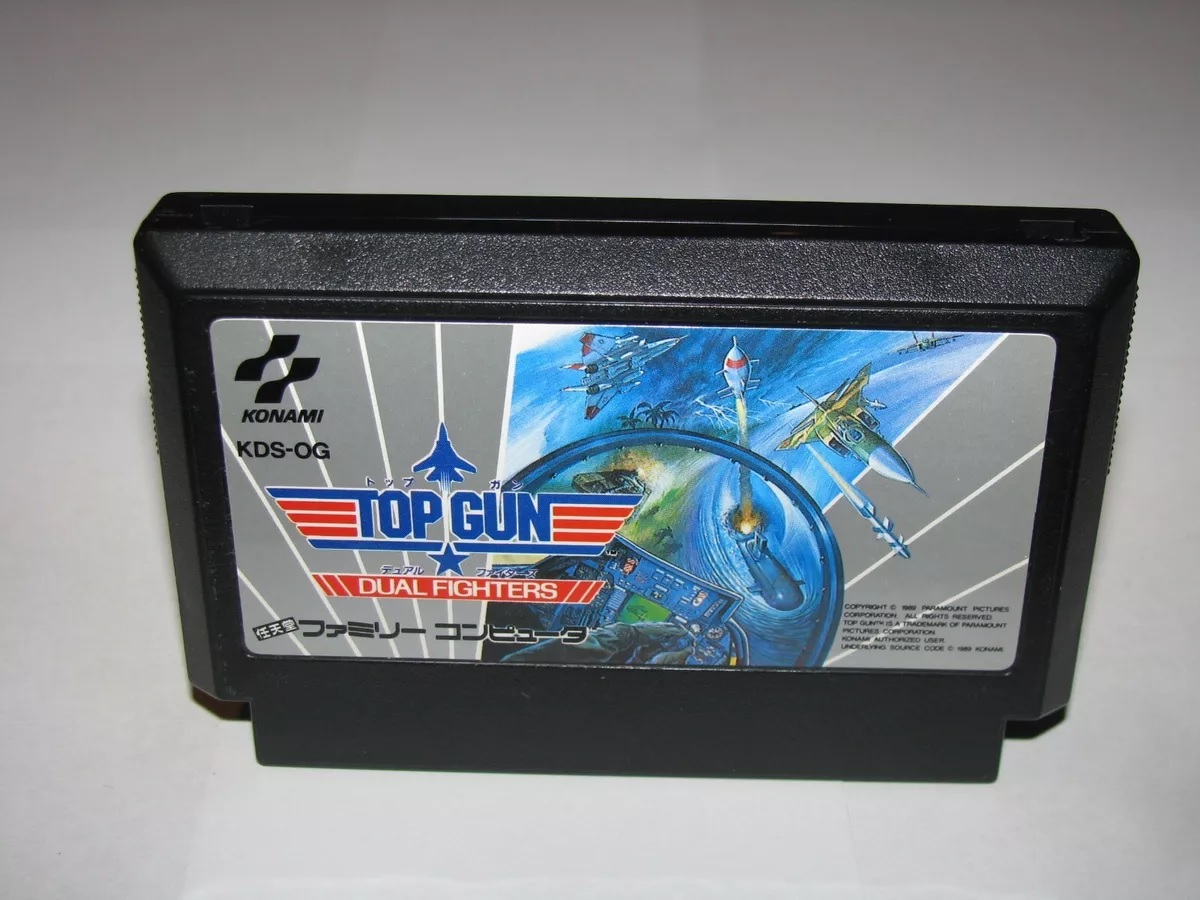 KONAMI
KDS-OG
トップ ガン
TOP GUN
デュアル ファイターズ
DUAL FIGHTERS
任天堂 ファミリー コンピュータ
COPYRIGHT © 1989 PARAMOUNT PICTURES
CORPORATION. ALL RIGHTS RESERVED.
TOP GUN IS A TRADEMARK OF PARAMOUNT
PICTURES CORPORATION.
KONAMI AUTHORIZED USER.
UNDERLYING SOURCE CODE © 1989 KONAMI